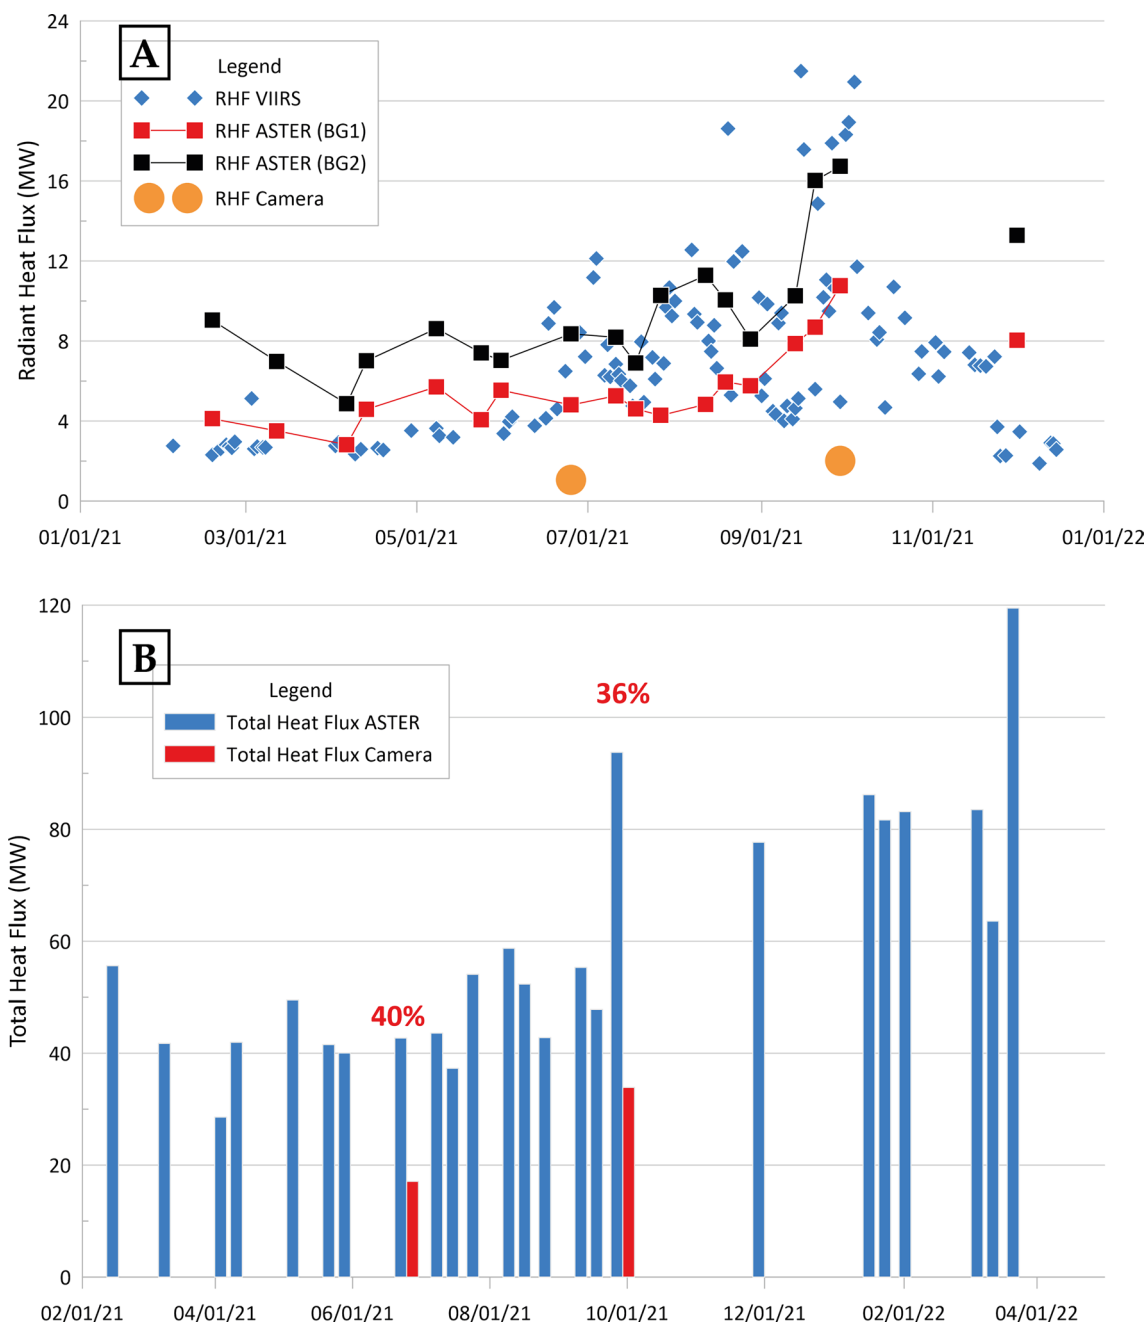 24
A
Legend
RHF VIIRS
RHF ASTER (BG1)
RHF ASTER (BG2)
RHF Camera
20
16
12
8
4
0
Radiant Heat Flux (MW)
01/01/21 03/01/21 05/01/21 07/01/21 09/01/21 11/01/21 01/01/22
120
B
Legend
Total Heat Flux ASTER
Total Heat Flux Camera
36%
40%
100
80
60
40
20
0
Total Heat Flux (MW)
02/01/21 04/01/21 06/01/21 08/01/21 10/01/21 12/01/21 02/01/22 04/01/22